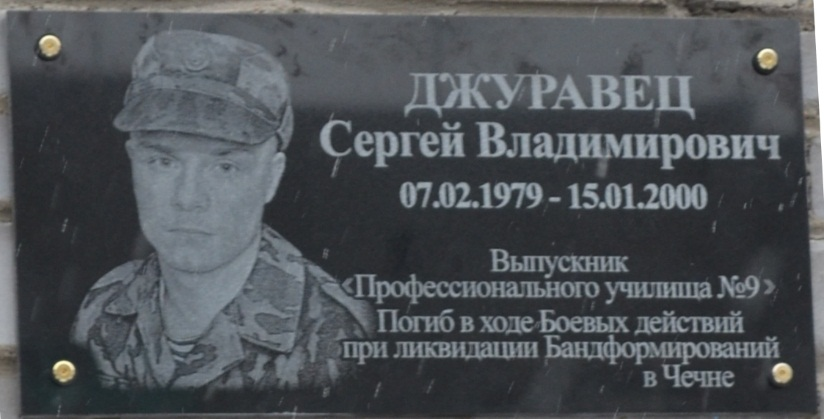 ДЖУРАВЕЦ
Сергей Владимирович
07.02.1979 - 15.01.2000
Выпускник
«Профессионального училища №9»
Погиб в ходе Боевых действий
при ликвидации Бандформирований
в Чечне